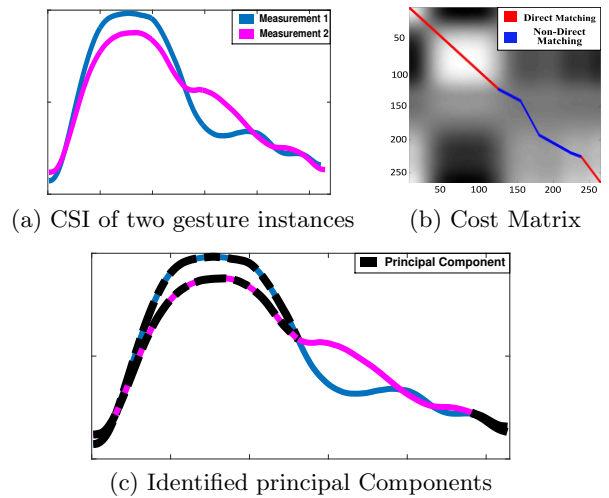 Measurement 1
Measurement 2
(a) CSI of two gesture instances
Direct Matching
Non-Direct
Matching
50
100
150
200
250
50 100 160 200 250
(b) Cost Matrix
Principal Component
(c) Identified principal Components